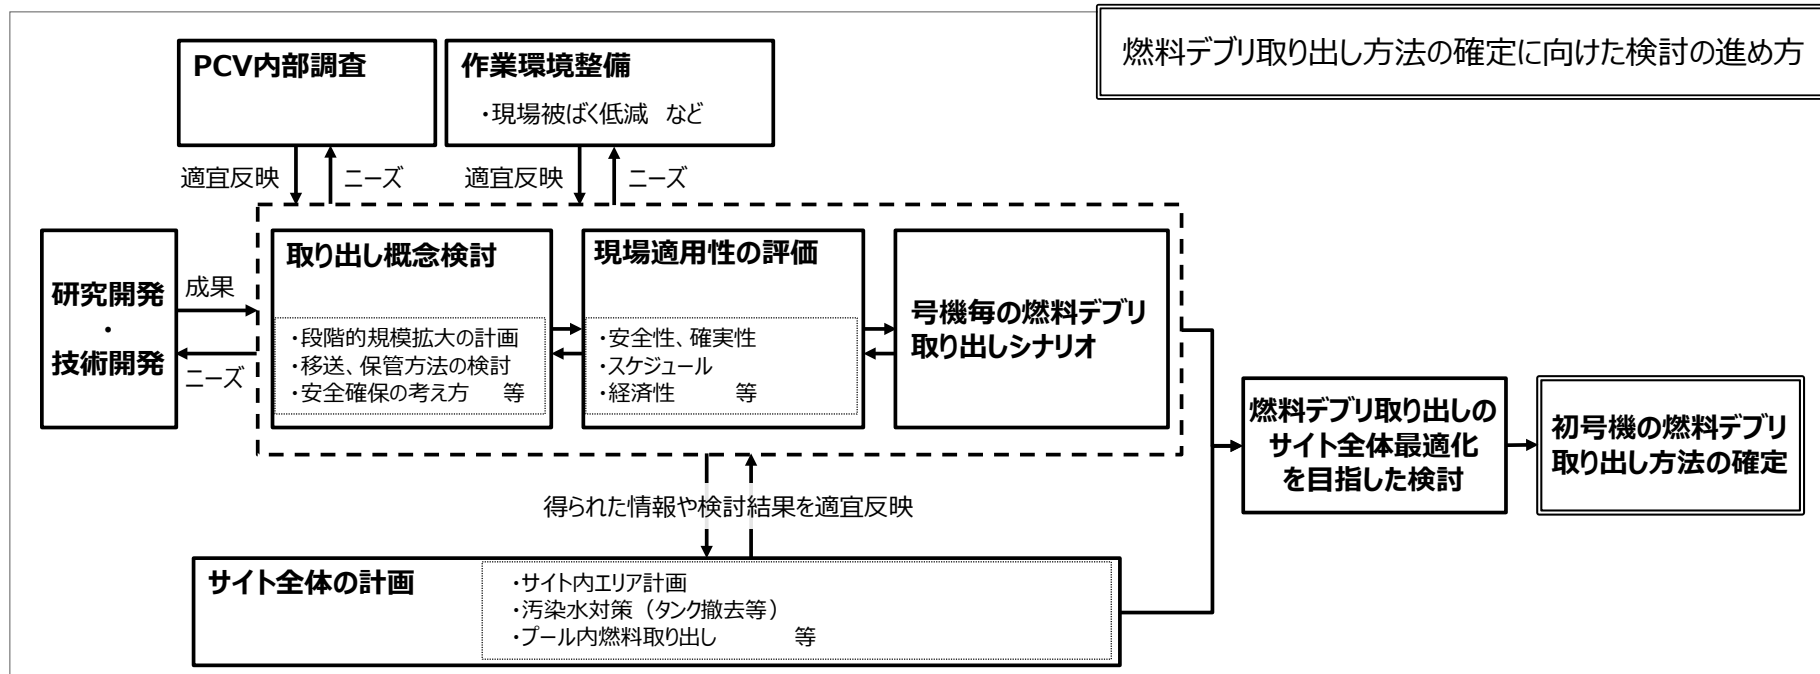 燃料デブリ取り出し方法の確定に向けた検討の進め方
PCV内部調査
作業環境整備
・現場被ばく低減 など
適宜反映
ニーズ
適宜反映
ニーズ
研究開発
・
技術開発
成果
ニーズ
取り出し概念検討
・段階的規模拡大の計画
・移送、保管方法の検討
・安全確保の考え方 等
現場適用性の評価
・安全性、確実性
・スケジュール
・経済性 等
号機毎の燃料デブリ
取り出しシナリオ
得られた情報や検討結果を適宜反映
サイト全体の計画
・サイト内エリア計画
・汚染水対策（タンク撤去等）
・プール内燃料取り出し 等
燃料デブリ取り出しの
サイト全体最適化
を目指した検討
初号機の燃料デブリ
取り出し方法の確定